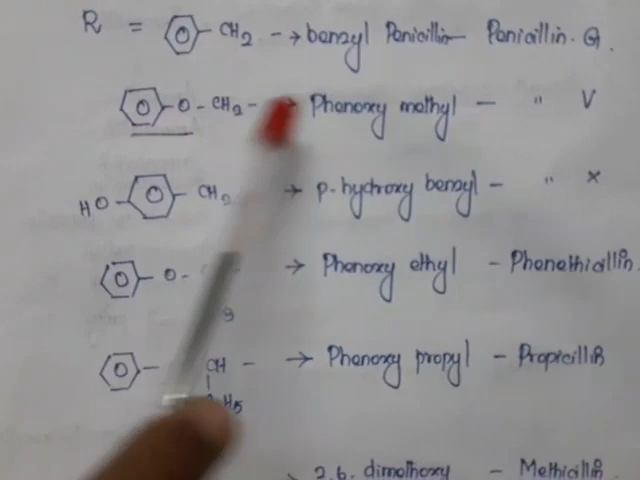 R = -CH2 - → benzyl Penicillin - Penicillin. G.
-O-CH2- → Phenoxy methyl - " V
HO- -CH2 → p-hydroxy benzyl - " X
-O- → Phenoxy ethyl - Phenethicillin.
- CH - → Phenoxy propyl - Propicillin
H5
2,6. dimethoxy - Methicillin